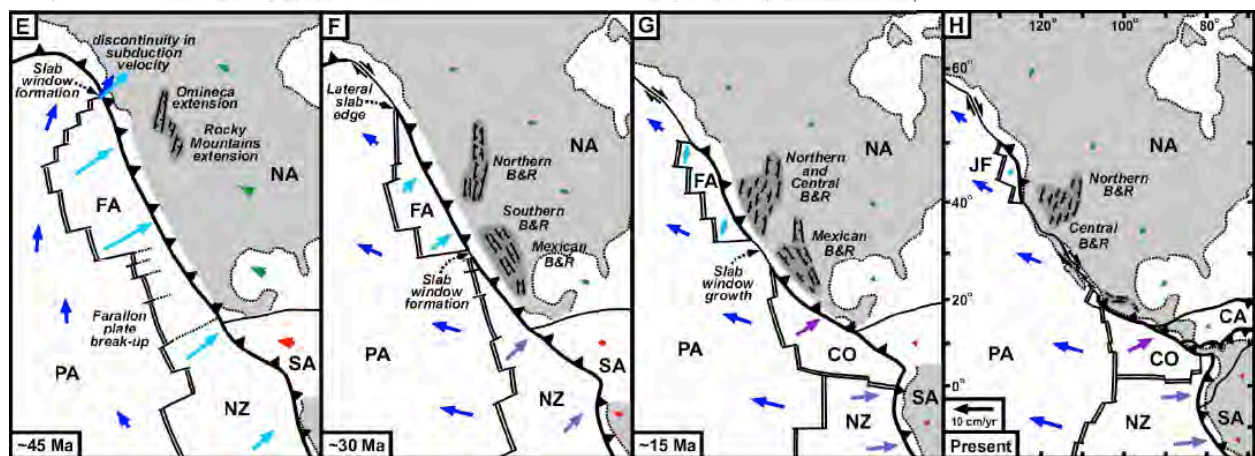 E
discontinuity in
subduction
velocity
Slab
window
formation
Omineca
extension
Rocky
Mountains
extension
NA
FA
Farallon
plate
break-up
PA
SA
NZ
~45 Ma
F
Lateral
slab
edge
NA
Northern
B&R
FA
Southern
B&R
Mexican
B&R
Slab
window
formation
PA
SA
NZ
~30 Ma
G
NA
FA
Northern
and
Central
B&R
Mexican
B&R
Slab
window
growth
PA
CO
SA
NZ
~15 Ma
H
120°
100°
80°
60°
NA
JF
40°
Northern
B&R
Central
B&R
20°
CA
PA
CO
0°
10 cm/yr
NZ
SA
Present